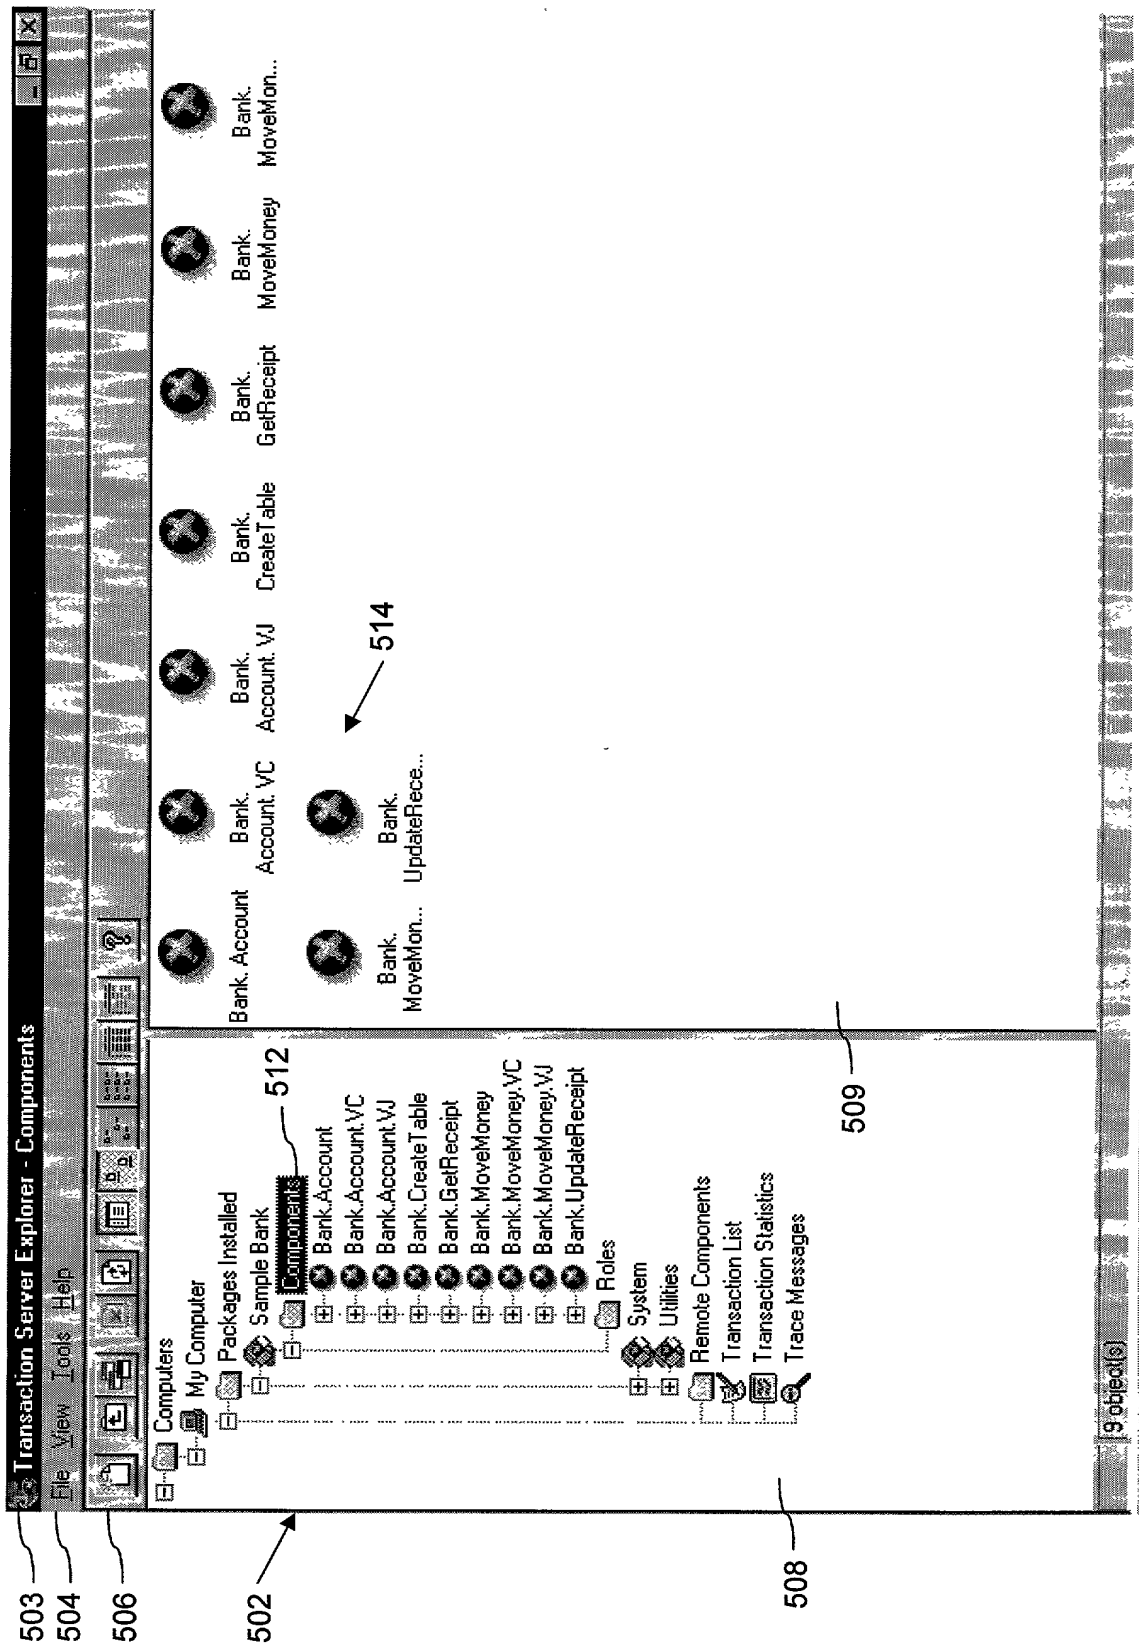 503
Transaction Server Explorer - Components
504
File View Tools Help
506
502
Computers
My Computer
Packages Installed
Sample Bank
Components
512
Bank.Account
Bank.Account.VC
Bank.Account.VJ
Bank.CreateTable
Bank.GetReceipt
Bank.MoveMoney
Bank.MoveMoney.VC
Bank.MoveMoney.VJ
Bank.UpdateReceipt
Roles
System
Utilities
Remote Components
Transaction List
Transaction Statistics
Trace Messages
508
Bank. Account
Bank.
Account. VC
Bank.
Account. VJ
Bank.
CreateTable
Bank.
GetReceipt
Bank.
MoveMoney
Bank.
MoveMon...
Bank.
MoveMon...
Bank.
UpdateRece...
514
509
9 object(s)